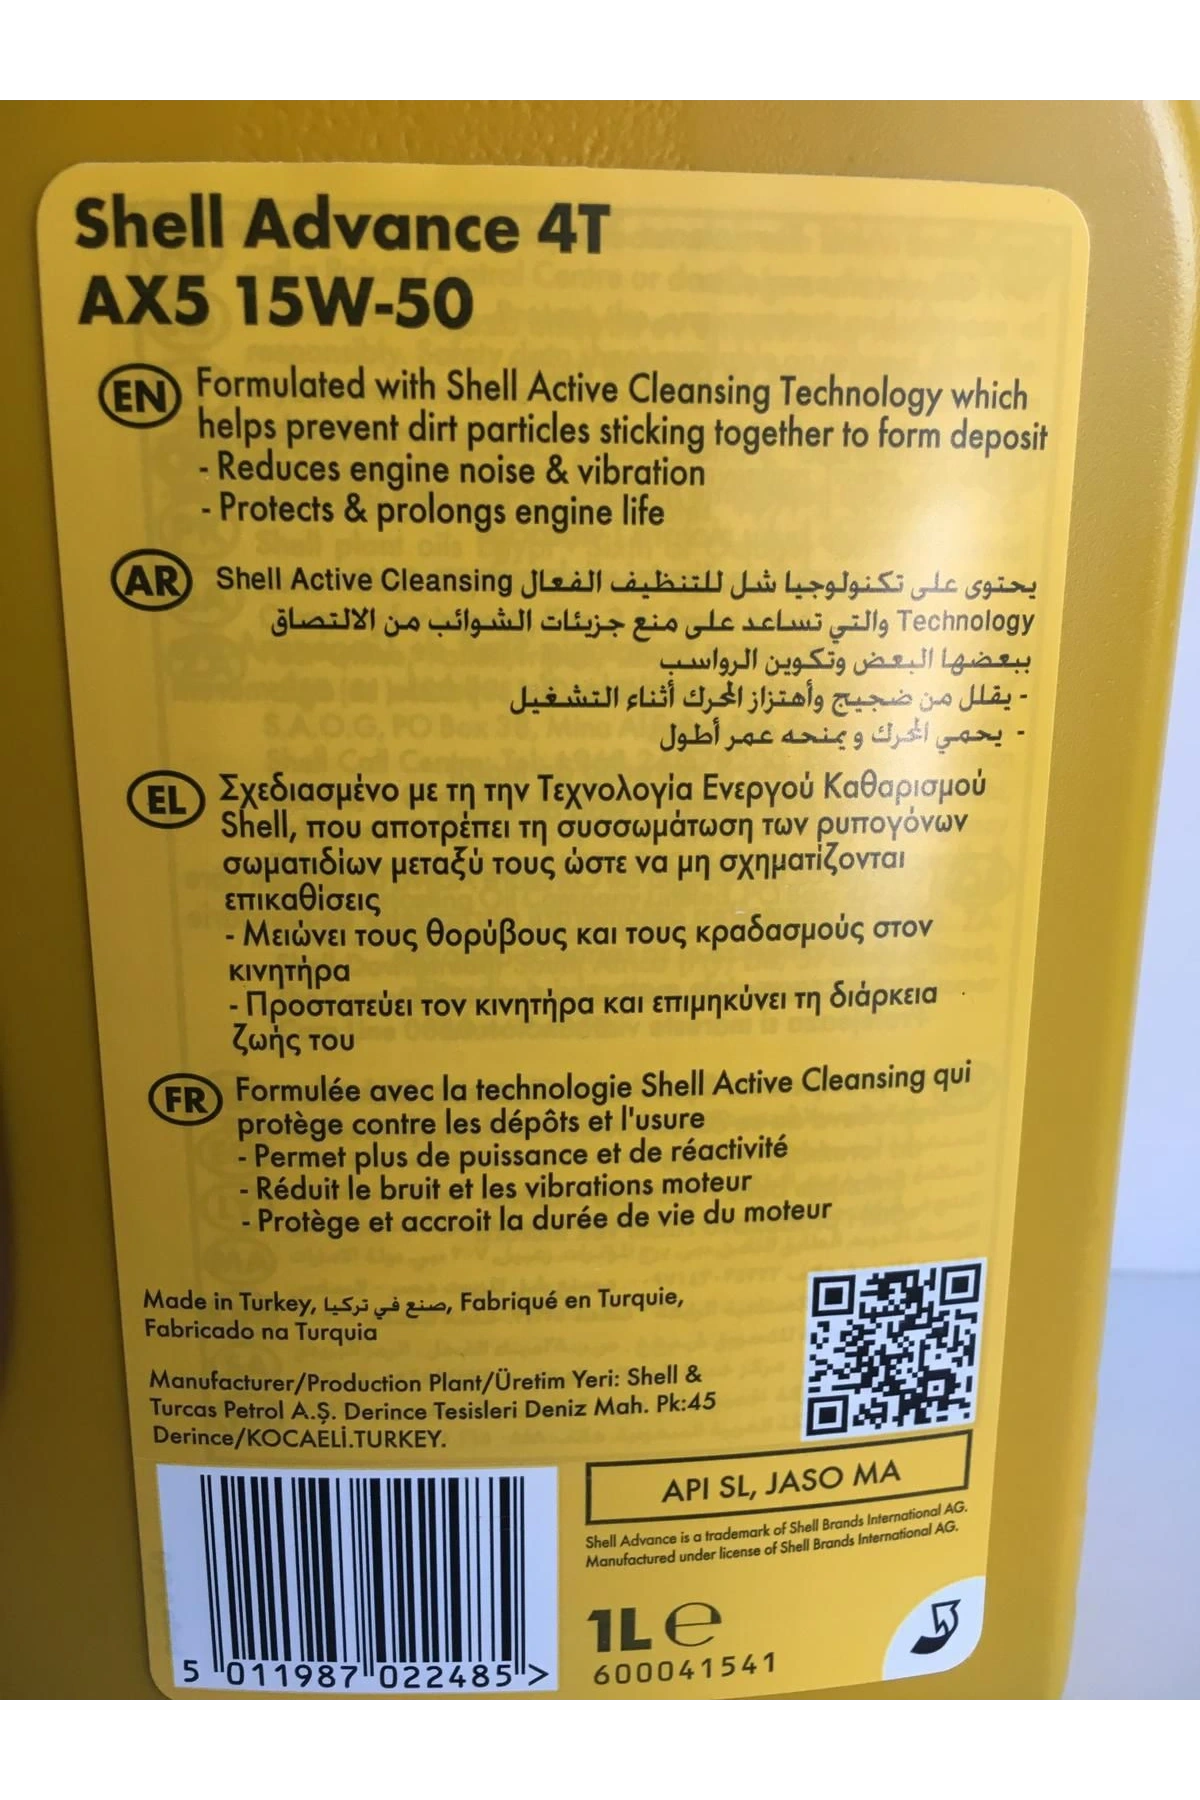 Shell Advance 4T
AX5 15W-50
EN Formulated with Shell Active Cleansing Technology which
helps prevent dirt particles sticking together to form deposit
- Reduces engine noise & vibration
- Protects & prolongs engine life
AR يحتوى على تكنولوجيا شل للتنظيف الفعال Shell Active Cleansing
Technology والتي تساعد على منع جزيئات الشوائب من الالتصاق
ببعضها البعض وتكوين الرواسب
- يقلل من ضجيج وأهتزاز المحرك أثناء التشغيل
- يحمي المحرك و يمنحه عمر أطول
EL Σχεδιασμένο με τη την Τεχνολογία Ενεργού Καθαρισμού
Shell, που αποτρέπει τη συσσωμάτωση των ρυπογόνων
σωματιδίων μεταξύ τους ώστε να μη σχηματίζονται
επικαθίσεις
- Μειώνει τους θορύβους και τους κραδασμούς στον
κινητήρα
- Προστατεύει τον κινητήρα και επιμηκύνει τη διάρκεια
ζωής του
FR Formulée avec la technologie Shell Active Cleansing qui
protège contre les dépôts et l'usure
- Permet plus de puissance et de réactivité
- Réduit le bruit et les vibrations moteur
- Protège et accroit la durée de vie du moteur
Made in Turkey, صنع في تركيا, Fabriqué en Turquie,
Fabricado na Turquia
Manufacturer/Production Plant/Üretim Yeri: Shell &
Turcas Petrol A.Ş. Derince Tesisleri Deniz Mah. Pk:45
Derince/KOCAELİ.TURKEY.
API SL, JASO MA
Shell Advance is a trademark of Shell Brands International AG.
Manufactured under license of Shell Brands International AG.
1L e
600041541
5 011987 022485 >